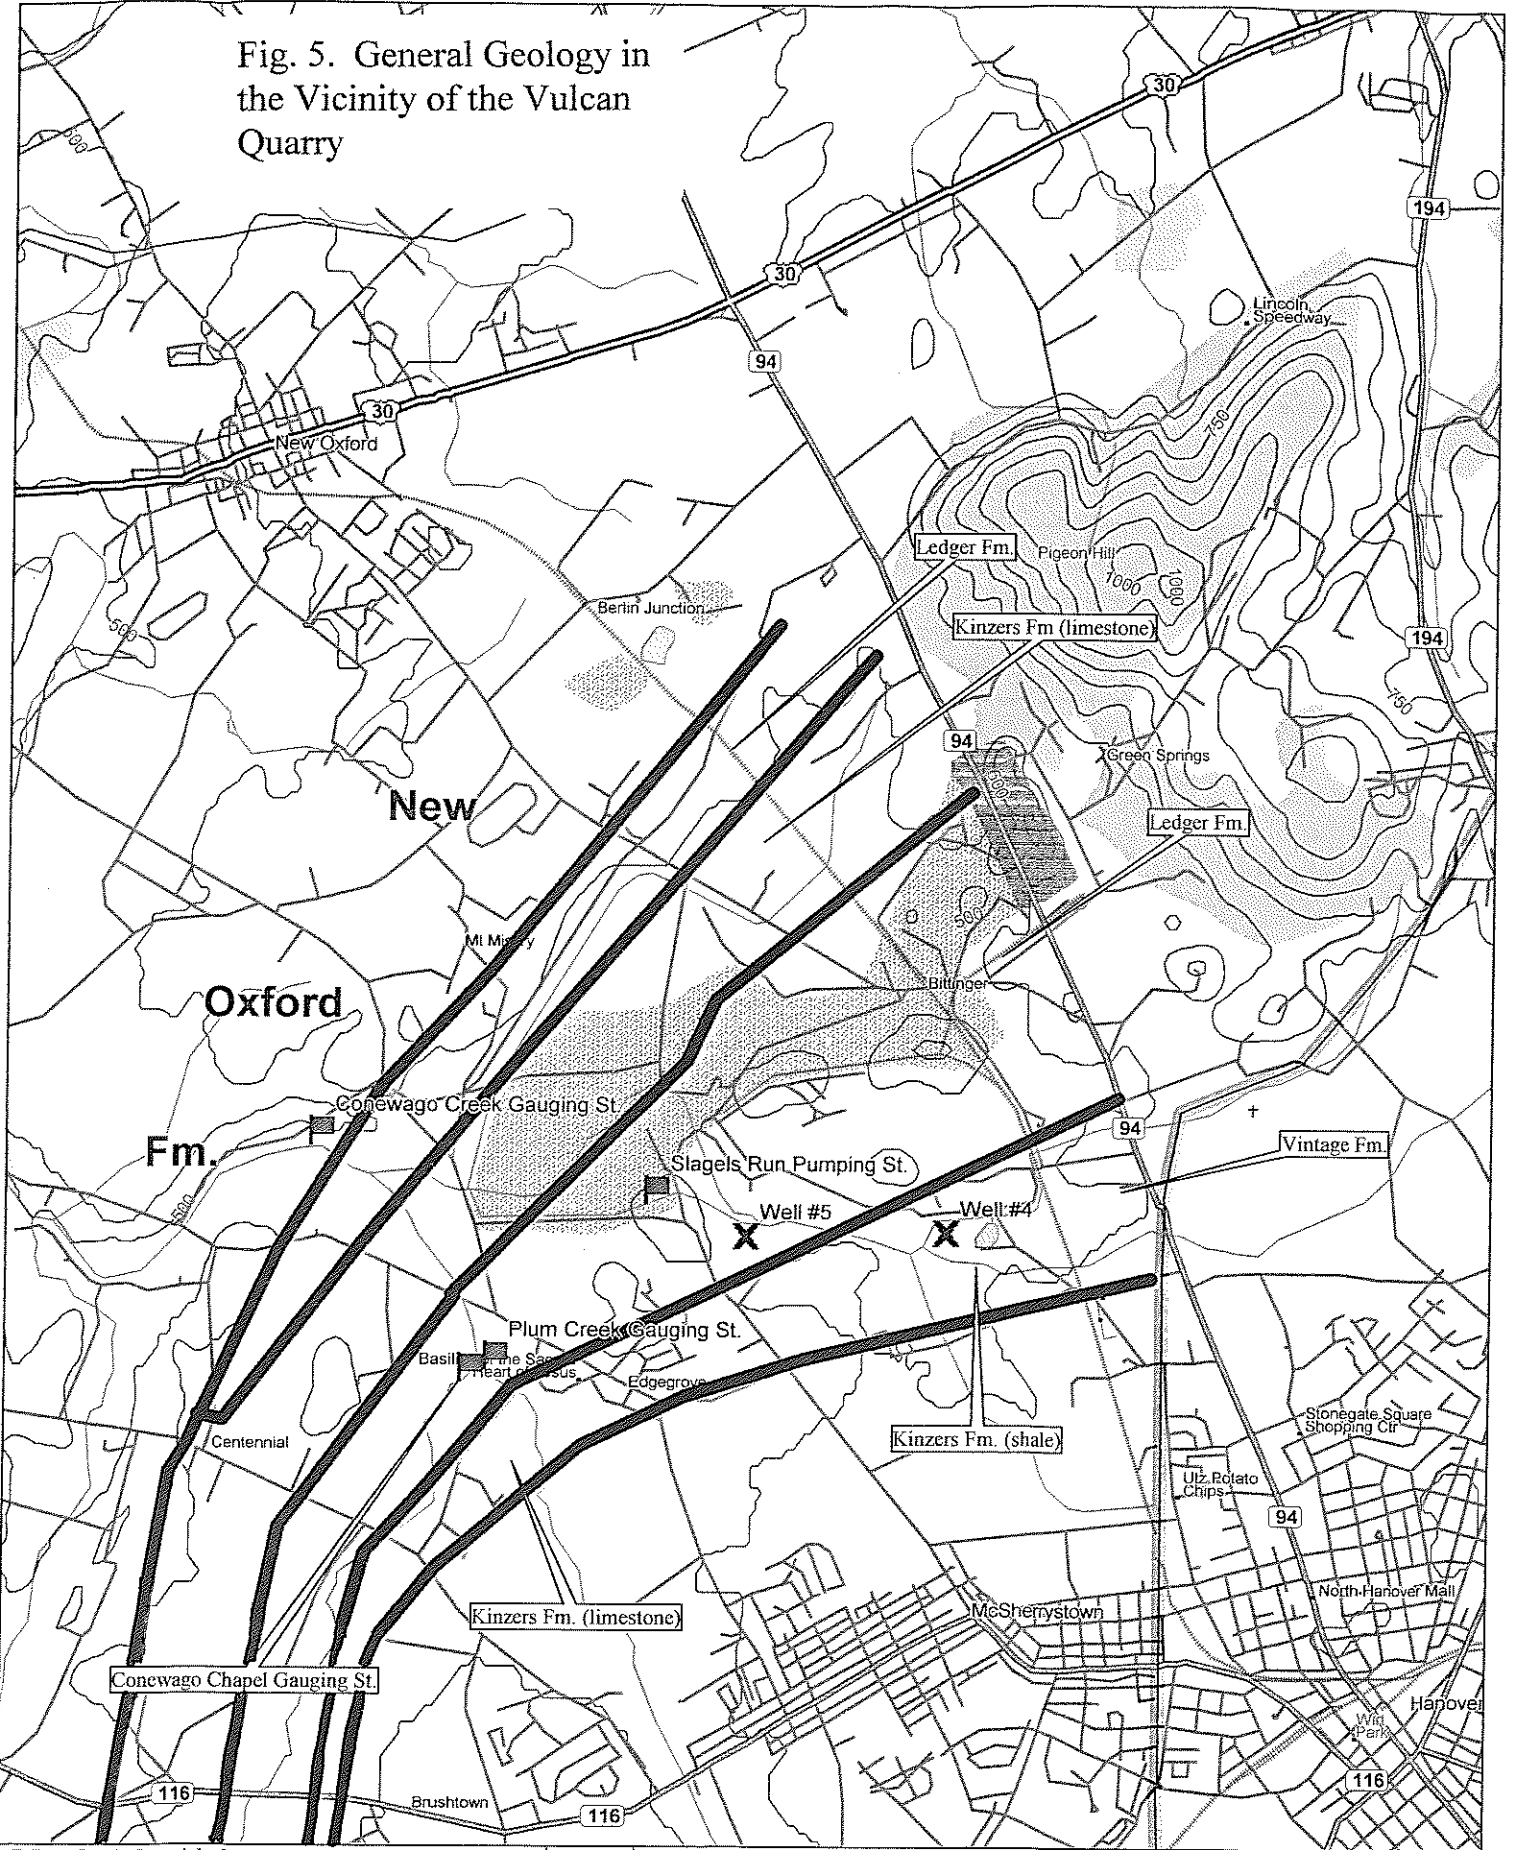 Fig. 5. General Geology in
the Vicinity of the Vulcan
Quarry
30
500
194
30
Lincoln
Speedway
94
750
30
New Oxford
Ledger Fm.
Pigeon Hill
1000
1000
Berlin Junction
500
Kinzers Fm (limestone)
194
750
94
Green Springs
New
Ledger Fm.
500
Mt Misery
Bittinger
Oxford
Conewago Creek Gauging St.
94
Vintage Fm.
Fm.
Slagels Run Pumping St.
500
Well #5
Well #4
Plum Creek Gauging St.
Heart of Jesus
Edgegrove
Centennial
Kinzers Fm. (shale)
Stonegate Square
Shopping Ctr
Utz Potato
Chips
94
North Hanover Mall
Kinzers Fm. (limestone)
McSherrystown
Conewago Chapel Gauging St.
Hanover
Park
116
116
Brushtown
116